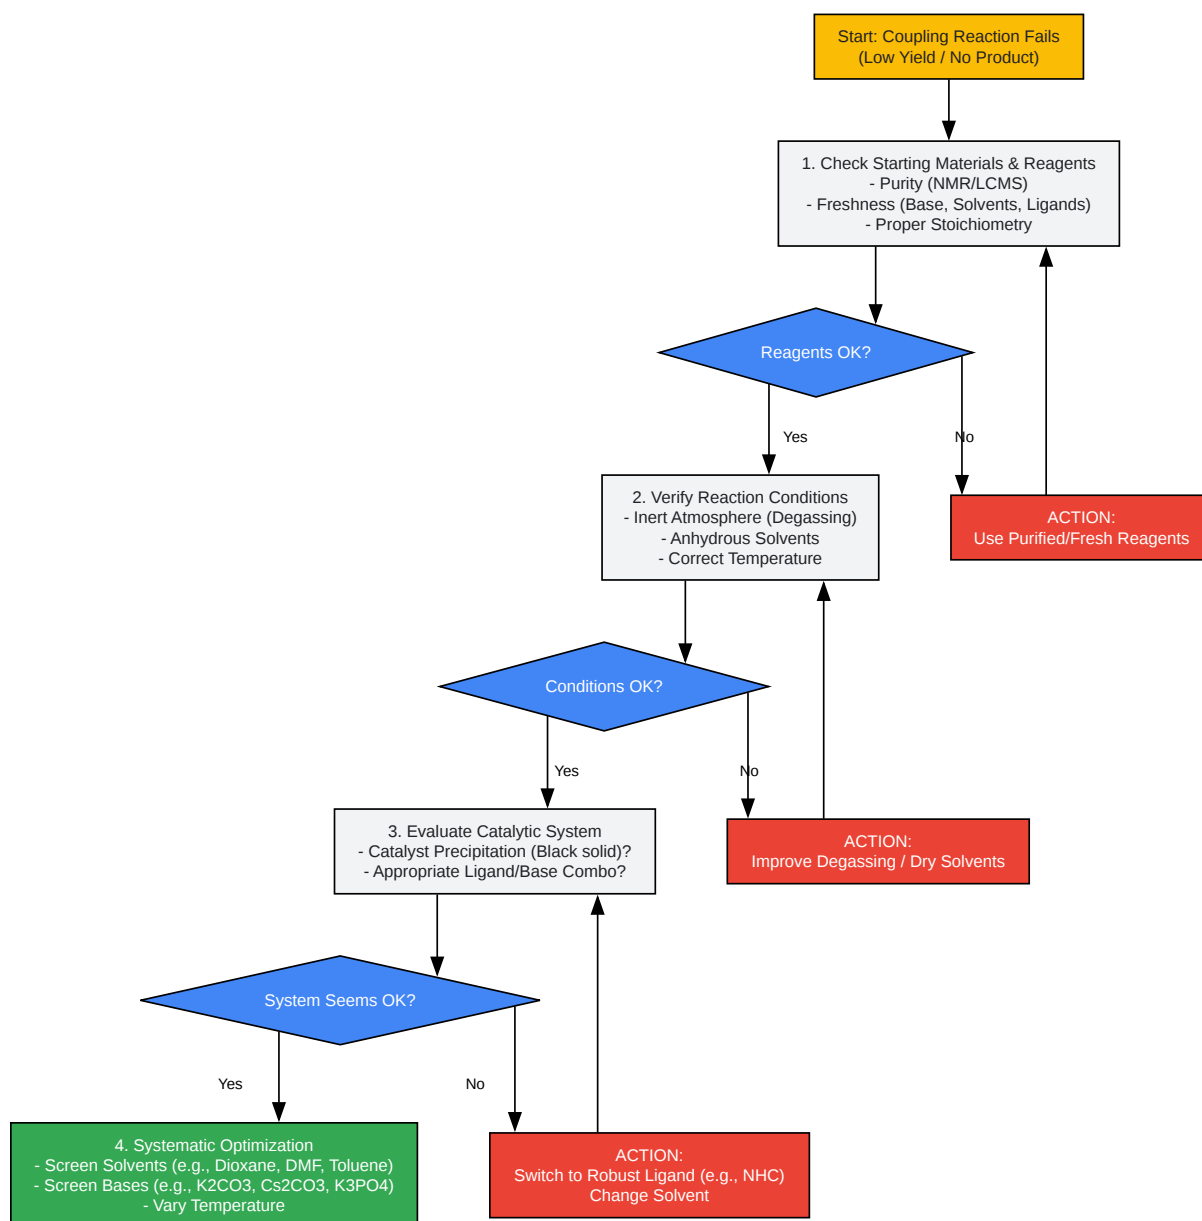 Start: Coupling Reaction Fails
(Low Yield / No Product)
1. Check Starting Materials & Reagents
- Purity (NMR/LCMS)
- Freshness (Base, Solvents, Ligands)
- Proper Stoichiometry
Reagents OK?
Yes
No
2. Verify Reaction Conditions
- Inert Atmosphere (Degassing)
- Anhydrous Solvents
- Correct Temperature
ACTION:
Use Purified/Fresh Reagents
Conditions OK?
Yes
No
3. Evaluate Catalytic System
- Catalyst Precipitation (Black solid)?
- Appropriate Ligand/Base Combo?
ACTION:
Improve Degassing / Dry Solvents
System Seems OK?
Yes
No
4. Systematic Optimization
- Screen Solvents (e.g., Dioxane, DMF, Toluene)
- Screen Bases (e.g., K2CO3, Cs2CO3, K3PO4)
- Vary Temperature
ACTION:
Switch to Robust Ligand (e.g., NHC)
Change Solvent